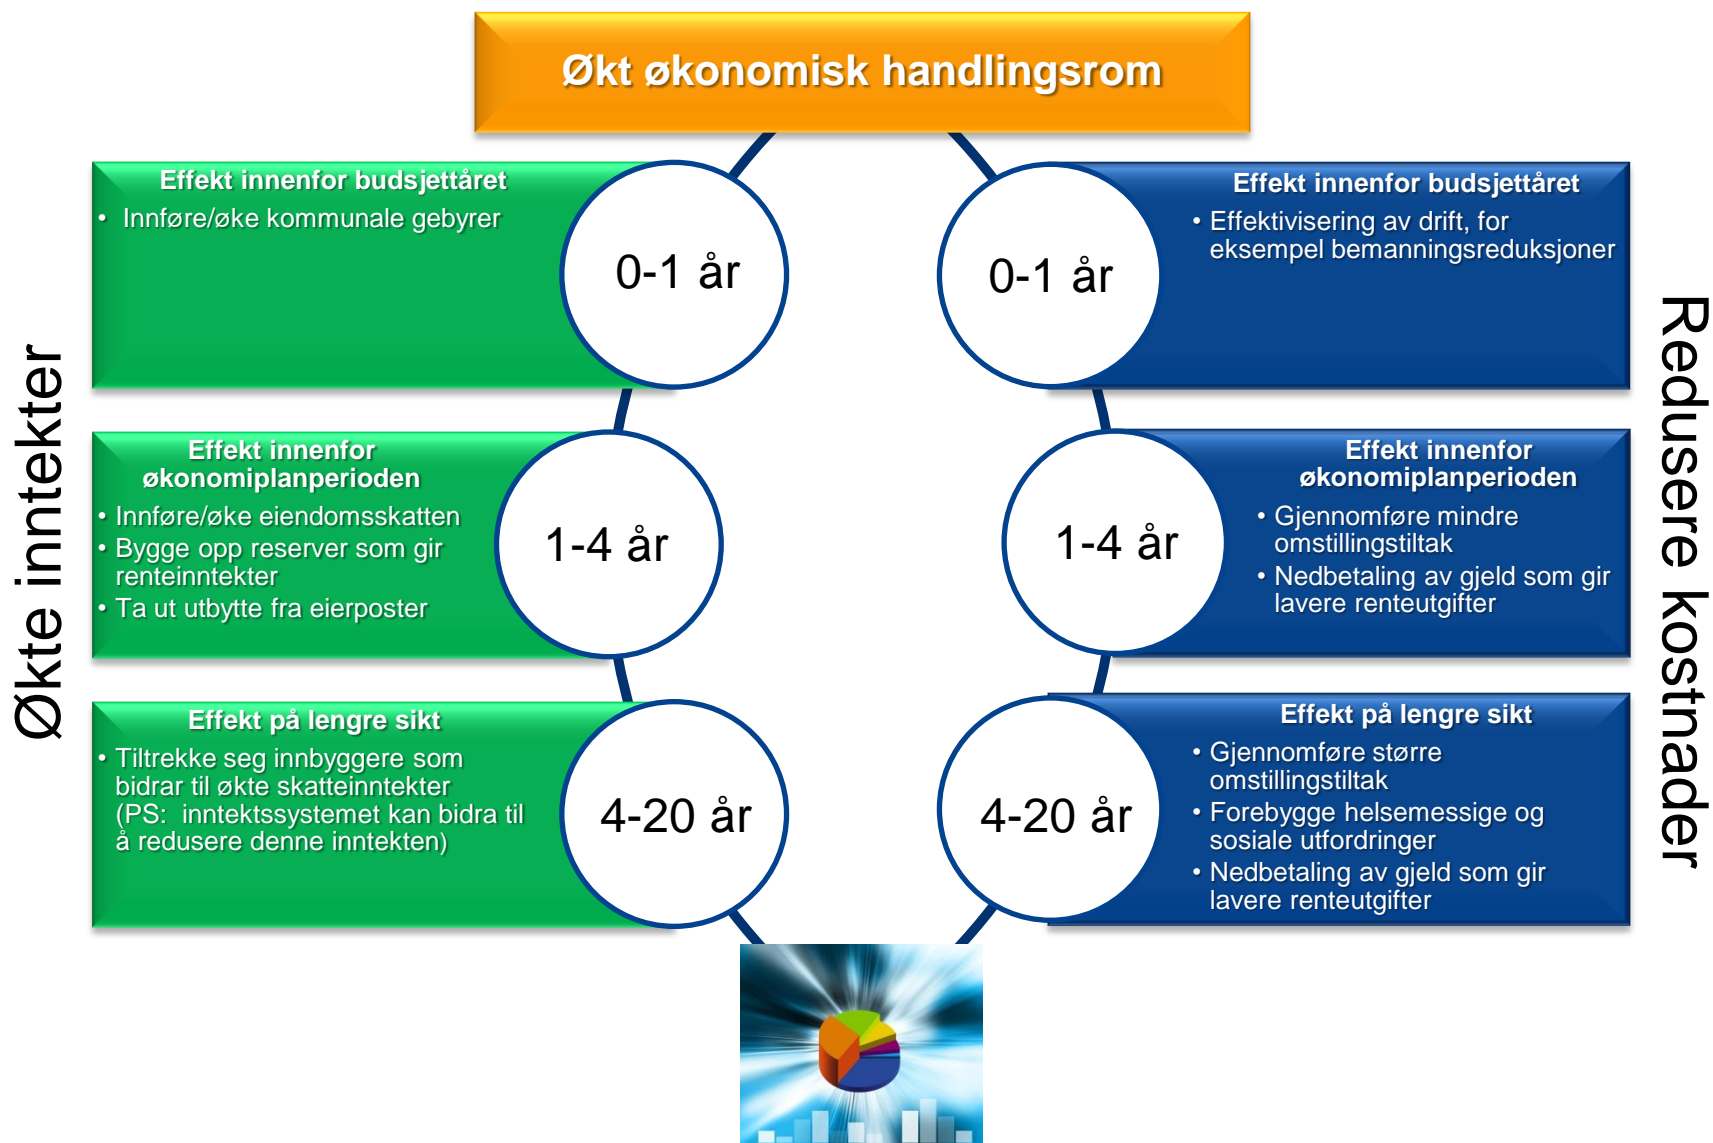 Økt økonomisk handlingsrom
Økte inntekter
Effekt innenfor budsjettåret
• Innføre/øke kommunale gebyrer
0-1 år
Effekt innenfor
økonomiplanperioden
• Innføre/øke eiendomsskatten
• Bygge opp reserver som gir
renteinntekter
• Ta ut utbytte fra eierposter
1-4 år
Effekt på lengre sikt
• Tiltrekke seg innbyggere som
bidrar til økte skatteinntekter
(PS:  inntektssystemet kan bidra til
å redusere denne inntekten)
4-20 år
Redusere kostnader
Effekt innenfor budsjettåret
• Effektivisering av drift, for
eksempel bemanningsreduksjoner
0-1 år
Effekt innenfor
økonomiplanperioden
• Gjennomføre mindre
omstillingstiltak
• Nedbetaling av gjeld som gir
lavere renteutgifter
1-4 år
Effekt på lengre sikt
• Gjennomføre større
omstillingstiltak
• Forebygge helsemessige og
sosiale utfordringer
• Nedbetaling av gjeld som gir
lavere renteutgifter
4-20 år